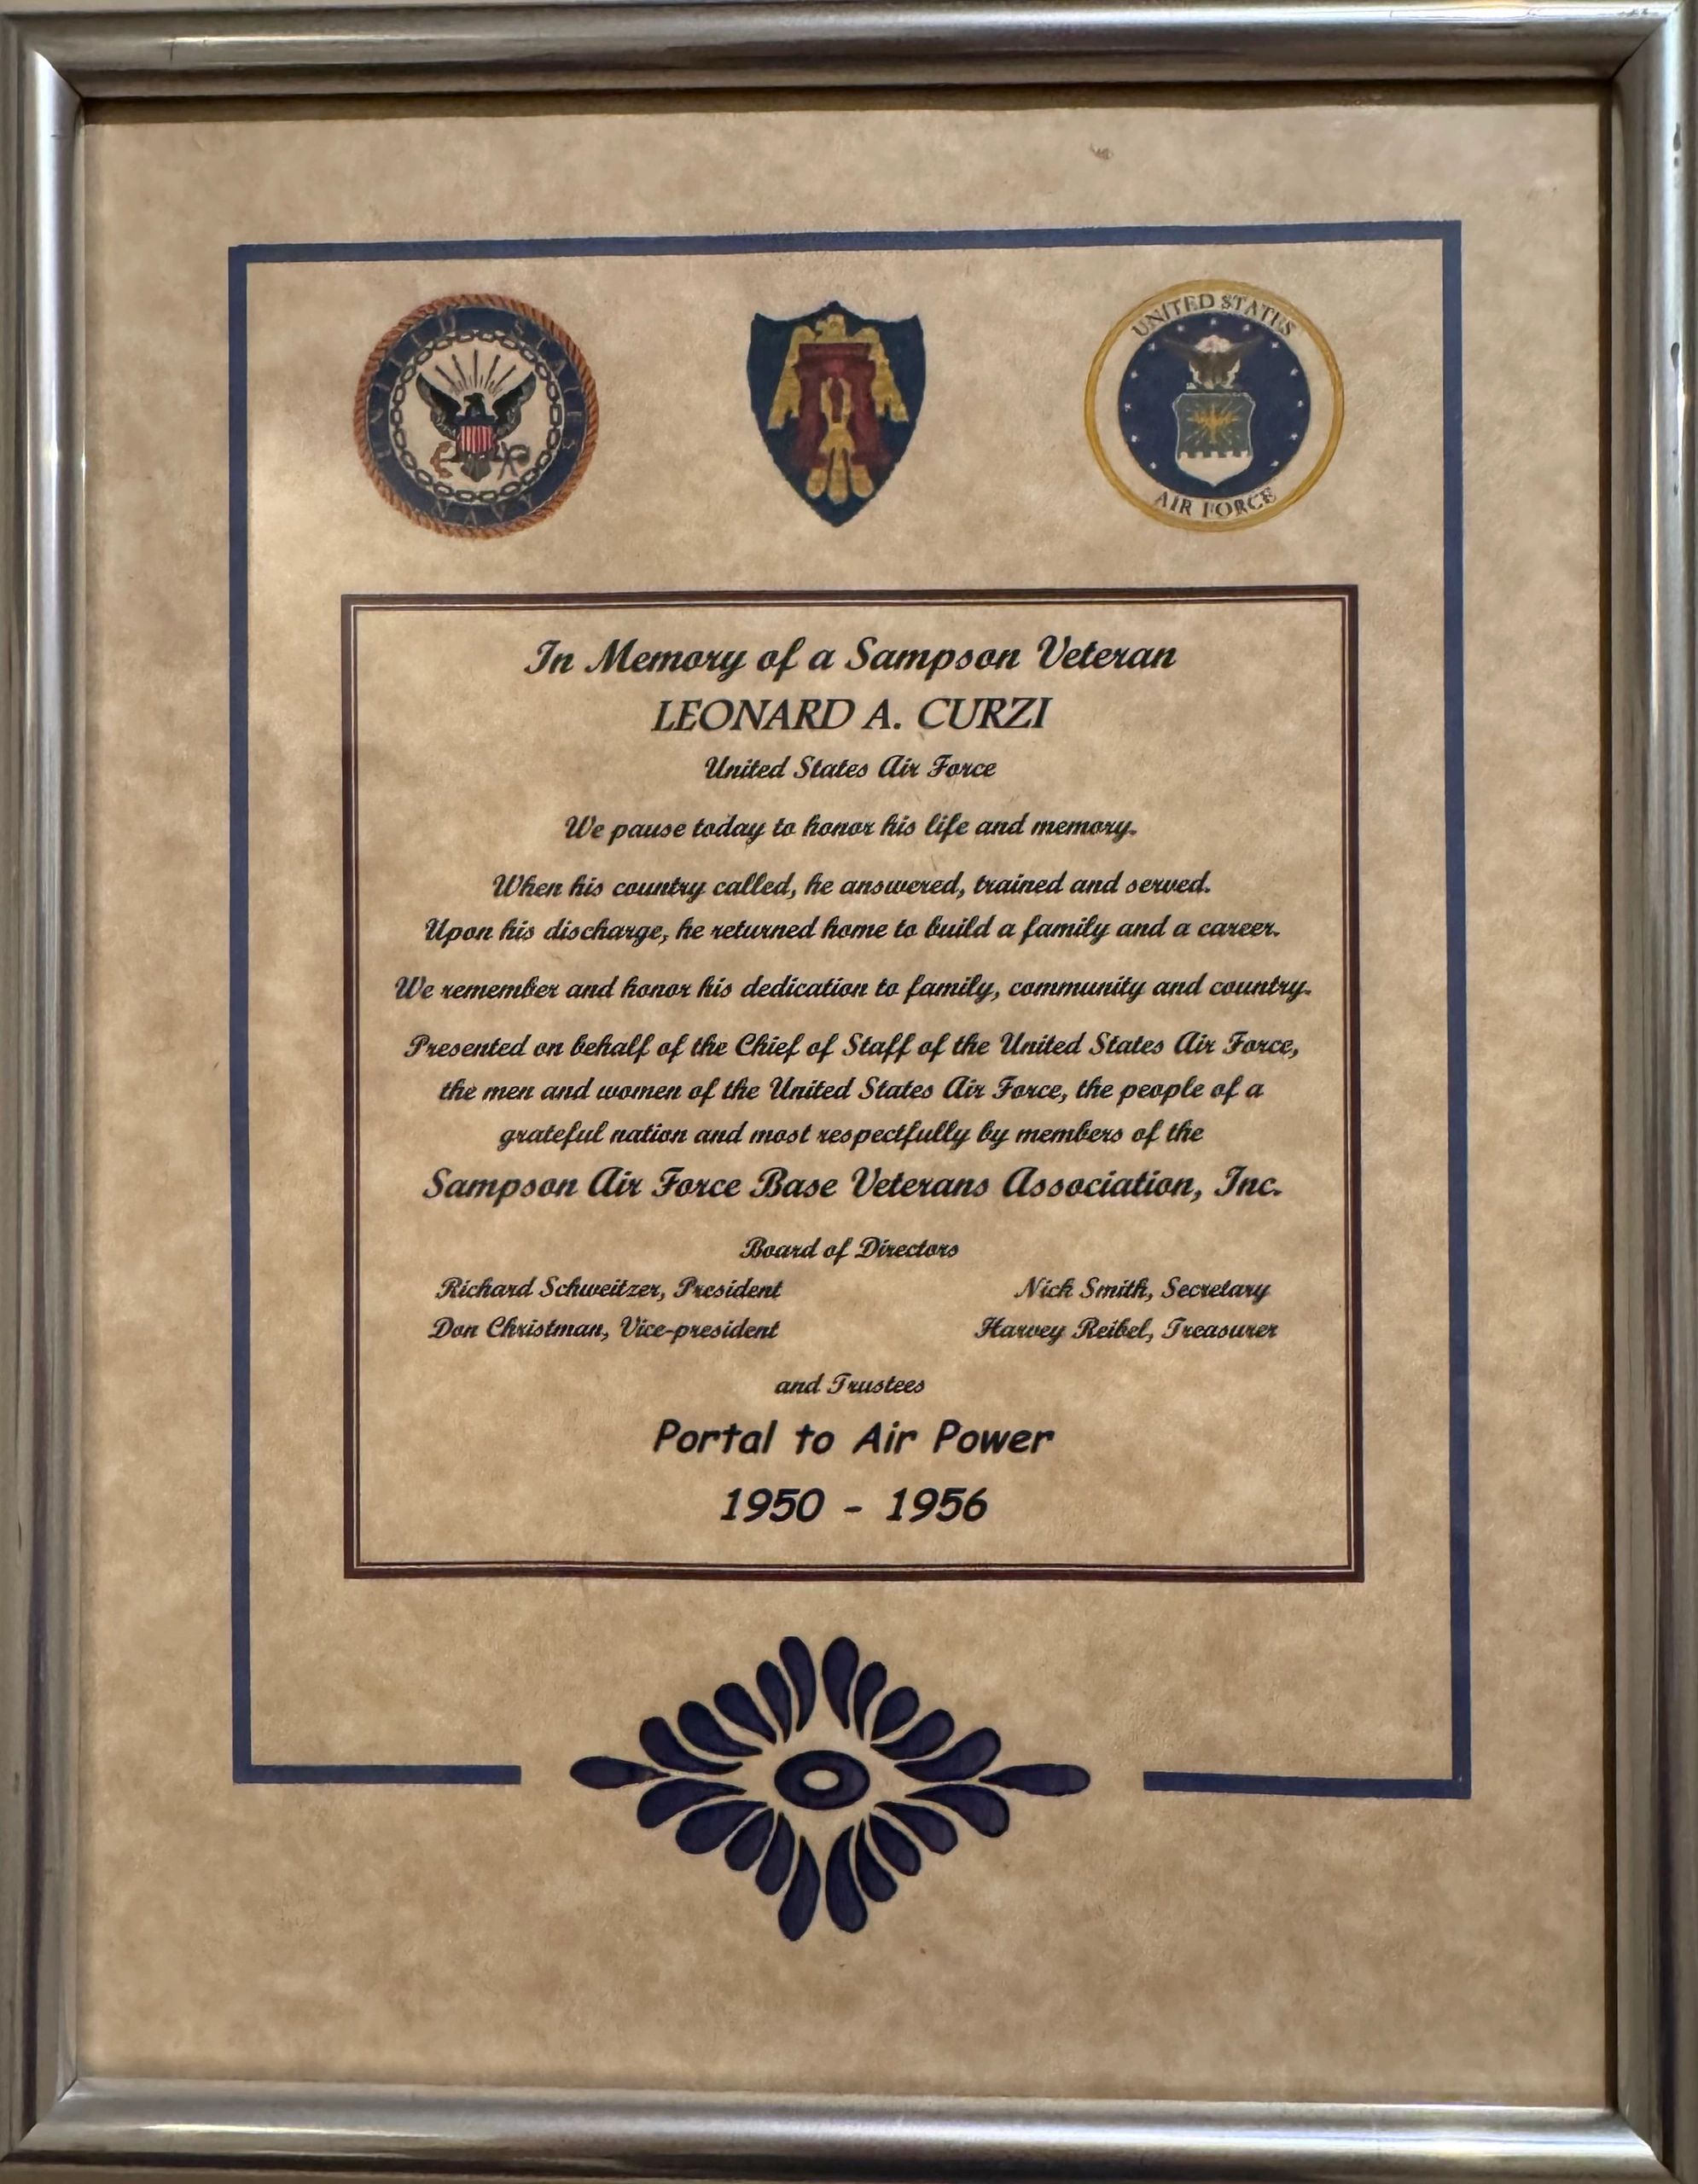 UNITED STATES
NAVY
UNITED STATES
AIR FORCE
In Memory of a Sampson Veteran
LEONARD A. CURZI
United States Air Force
We pause today to honor his life and memory.
When his country called, he answered, trained and served.
Upon his discharge, he returned home to build a family and a career.
We remember and honor his dedication to family, community and country.
Presented on behalf of the Chief of Staff of the United States Air Force,
the men and women of the United States Air Force, the people of a
grateful nation and most respectfully by members of the
Sampson Air Force Base Veterans Association, Inc.
Board of Directors
Richard Schweitzer, President
Nick Smith, Secretary
Don Christman, Vice-president
Harvey Reibel, Treasurer
and Trustees
Portal to Air Power
1950 - 1956